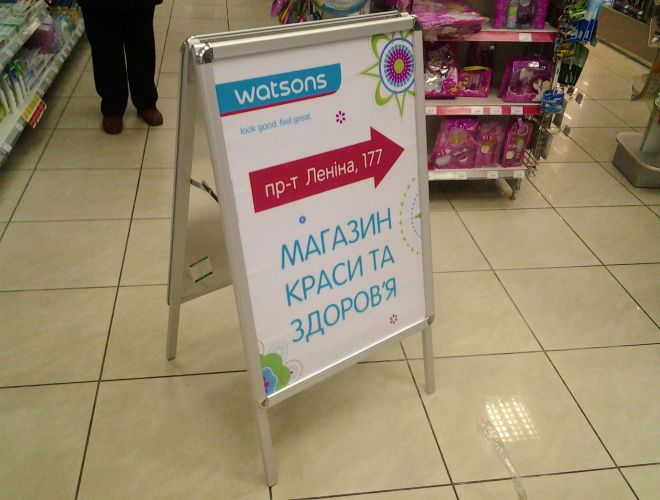 watsons
look good. feel great.
пр-т Леніна, 177
МАГАЗИН
КРАСИ ТА
ЗДОРОВ'Я